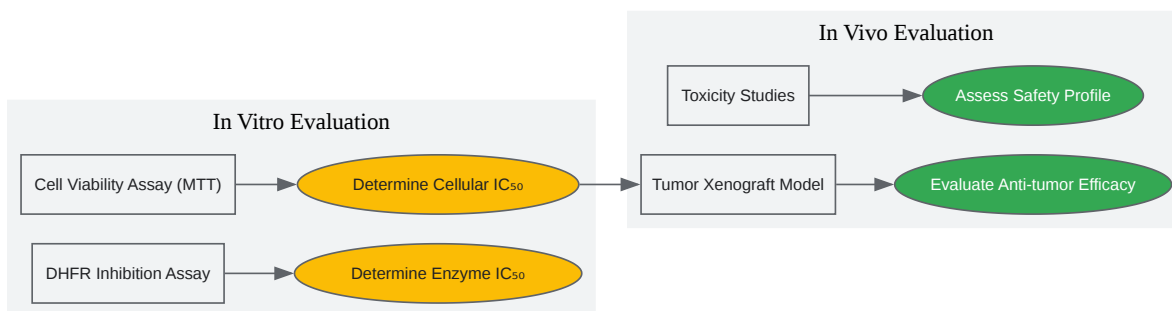 In Vitro Evaluation
Cell Viability Assay (MTT)
Determine Cellular IC₅₀
DHFR Inhibition Assay
Determine Enzyme IC₅₀
In Vivo Evaluation
Toxicity Studies
Assess Safety Profile
Tumor Xenograft Model
Evaluate Anti-tumor Efficacy